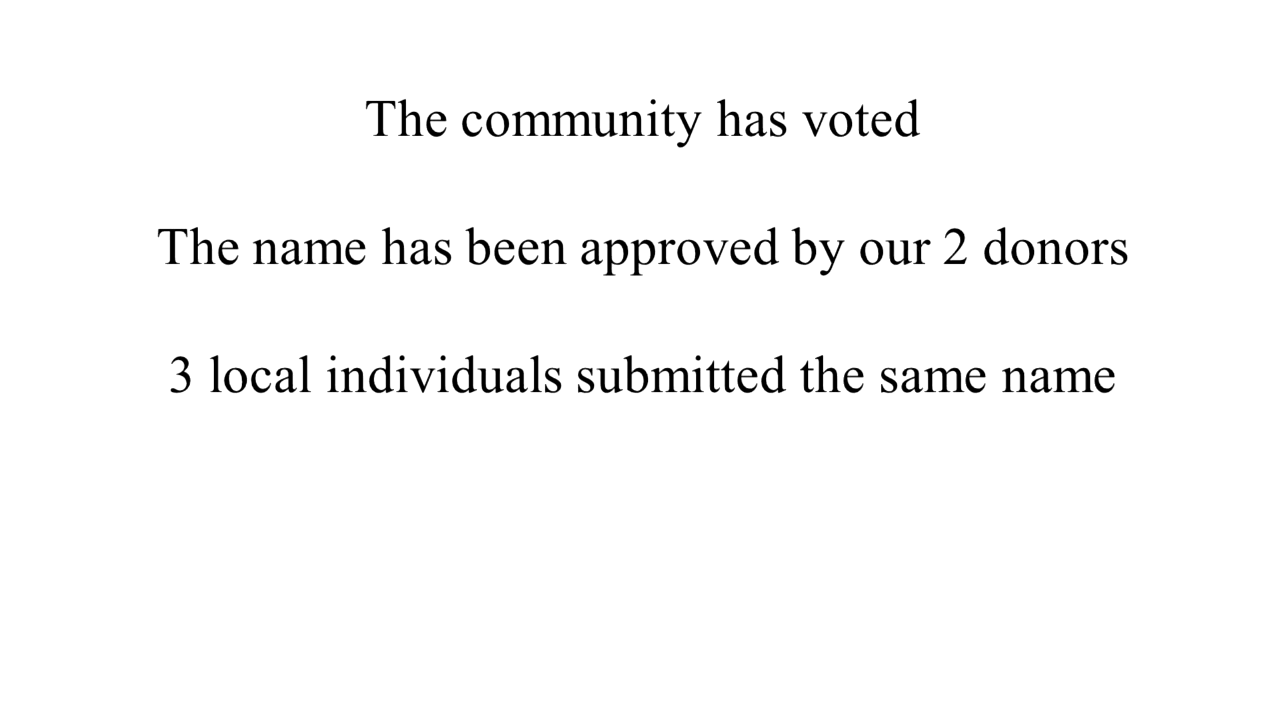 The community has voted
The name has been approved by our 2 donors
3 local individuals submitted the same name